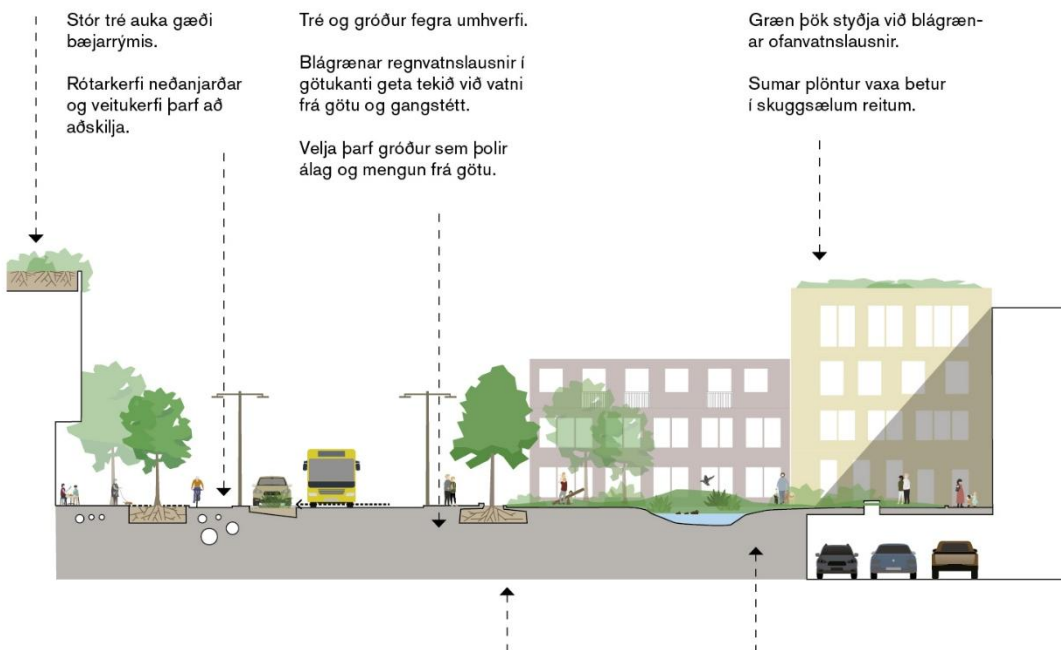 Stór tré auka gæði
bæjarrýmis.
Rótarkerfi neðanjarðar
og veitukerfi þarf að
aðskilja.
Tré og gróður fegra umhverfi.
Blágrænar regnvatnslausnir í
götukanti geta tekið við vatni
frá götu og gangstétt.
Velja þarf gróður sem þolir
álag og mengun frá götu.
Græn þök styðja við blágræn-
ar ofanvatnslausnir.
Sumar plöntur vaxa betur
í skuggsælum reitum.